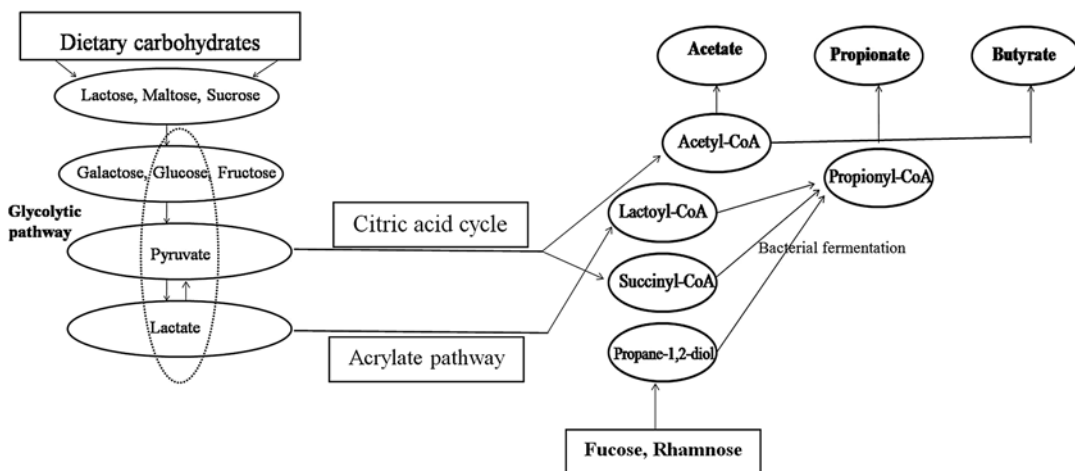 Dietary carbohydrates
Lactose, Maltose, Sucrose
Galactose, Glucose, Fructose
Glycolytic
pathway
Pyruvate
Lactate
Citric acid cycle
Acrylate pathway
Acetate
Propionate
Butyrate
Acetyl-CoA
Propionyl-CoA
Lactoyl-CoA
Bacterial fermentation
Succinyl-CoA
Propane-1,2-diol
Fucose, Rhamnose